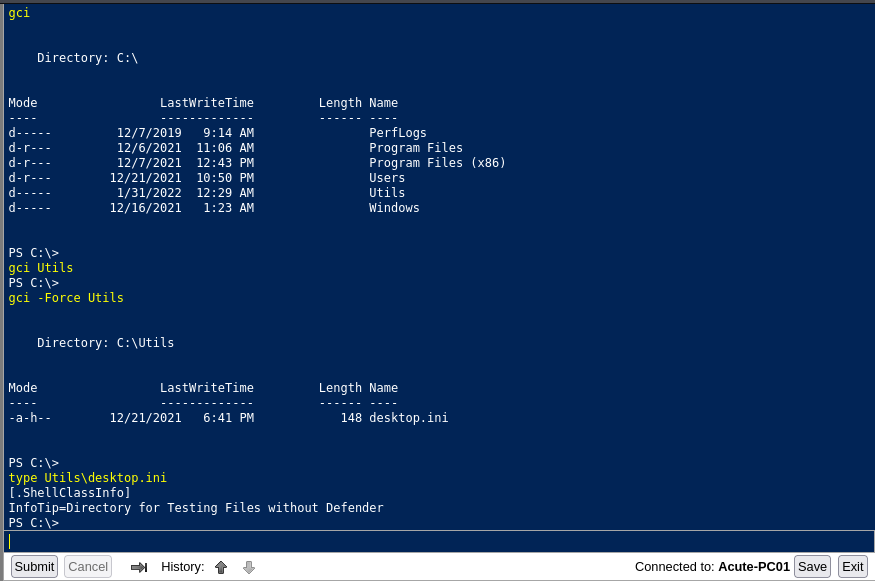 gci
Directory: C:\
Mode                 LastWriteTime         Length Name
----                 -------------         ------ ----
d-----         12/7/2019   9:14 AM                PerfLogs
d-r---         12/6/2021  11:06 AM                Program Files
d-r---         12/7/2021  12:43 PM                Program Files (x86)
d-r---        12/21/2021  10:50 PM                Users
d-----         1/31/2022  12:29 AM                Utils
d-----        12/16/2021   1:23 AM                Windows
PS C:\>
gci Utils
PS C:\>
gci -Force Utils
Directory: C:\Utils
Mode                 LastWriteTime         Length Name
----                 -------------         ------ ----
-a-h--        12/21/2021   6:41 PM            148 desktop.ini
PS C:\>
type Utils\desktop.ini
[.ShellClassInfo]
InfoTip=Directory for Testing Files without Defender
PS C:\>
Submit Cancel History: Connected to: Acute-PC01 Save Exit